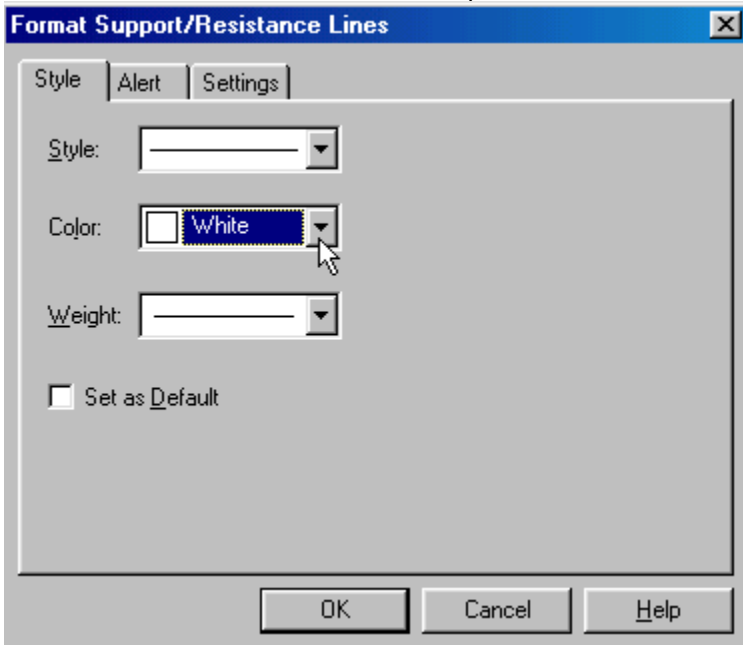 Format Support/Resistance Lines
Style Alert Settings
Style:
Color: White
Weight:
Set as Default
OK Cancel Help